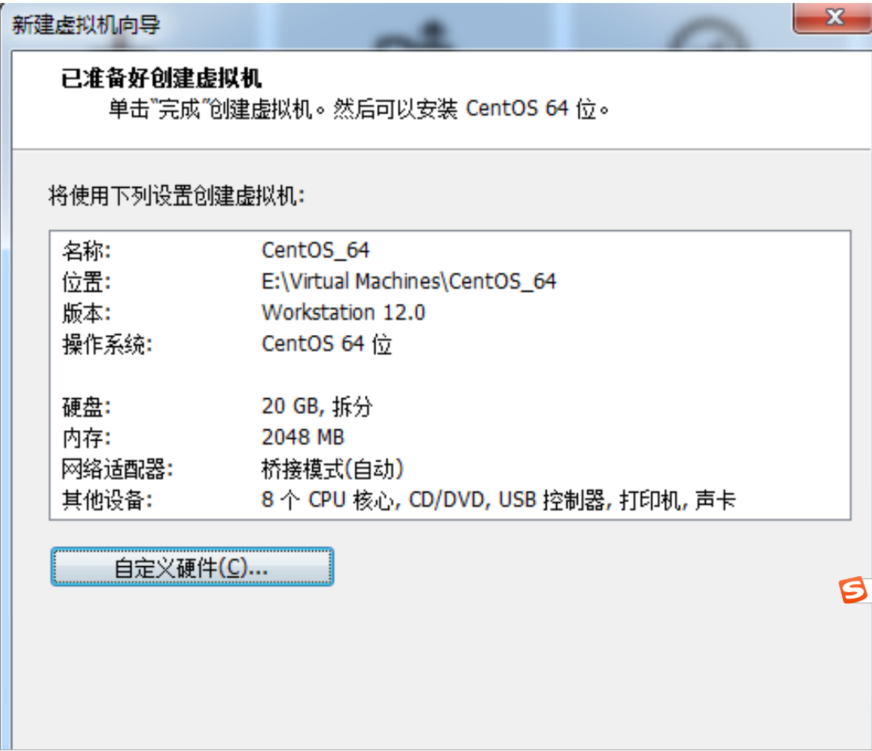 新建虚拟机向导
已准备好创建虚拟机
单击"完成"创建虚拟机。然后可以安装 CentOS 64 位。
将使用下列设置创建虚拟机:
名称: CentOS_64
位置: E:\Virtual Machines\CentOS_64
版本: Workstation 12.0
操作系统: CentOS 64 位
硬盘: 20 GB, 拆分
内存: 2048 MB
网络适配器: 桥接模式(自动)
其他设备: 8 个 CPU 核心, CD/DVD, USB 控制器, 打印机, 声卡
自定义硬件(C)...